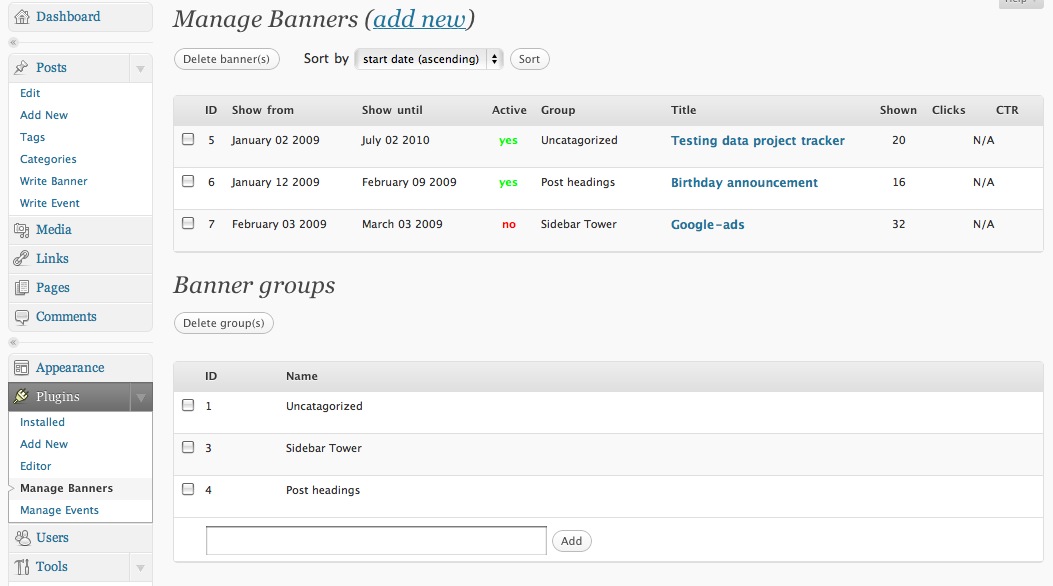 Help
Dashboard
Posts
Edit
Add New
Tags
Categories
Write Banner
Write Event
Media
Links
Pages
Comments
Appearance
Plugins
Installed
Add New
Editor
Manage Banners
Manage Events
Users
Tools
Manage Banners (add new)
Delete banner(s) Sort by start date (ascending) Sort
ID Show from Show until Active Group Title Shown Clicks CTR
5 January 02 2009 July 02 2010 yes Uncatagorized Testing data project tracker 20 N/A
6 January 12 2009 February 09 2009 yes Post headings Birthday announcement 16 N/A
7 February 03 2009 March 03 2009 no Sidebar Tower Google-ads 32 N/A
Banner groups
Delete group(s)
ID Name
1 Uncatagorized
3 Sidebar Tower
4 Post headings
Add